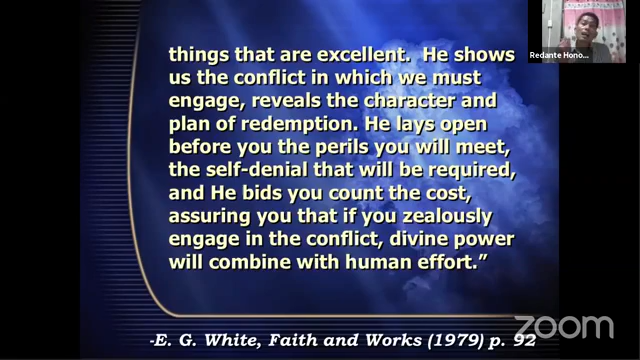 things that are excellent. He shows
us the conflict in which we must
engage, reveals the character and
plan of redemption. He lays open
before you the perils you will meet,
the self-denial that will be required,
and He bids you count the cost,
assuring you that if you zealously
engage in the conflict, divine power
will combine with human effort.”
-E. G. White, Faith and Works (1979) p. 92
Redante Hono...
zoom